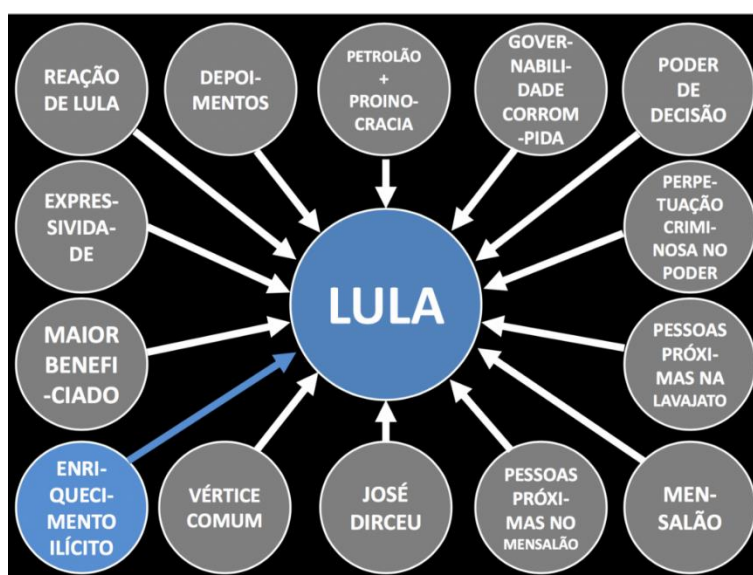 REAÇÃO
DE LULA
DEPOI-
MENTOS
PETROLÃO
+
PROINO-
CRACIA
GOVER-
NABILI-
DADE
CORROM
-PIDA
PODER
DE
DECISÃO
EXPRES-
SIVIDA-
DE
LULA
PERPE-
TUAÇÃO
CRIMI-
NOSA NO
PODER
MAIOR
BENEFI
-CIADO
PESSOAS
PRÓXI-
MAS NA
LAVAJATO
ENRI-
QUECI-
MENTO
ILÍCITO
VÉRTICE
COMUM
JOSÉ
DIRCEU
PESSOAS
PRÓXI-
MAS NO
MENSALÃO
MEN-
SALÃO